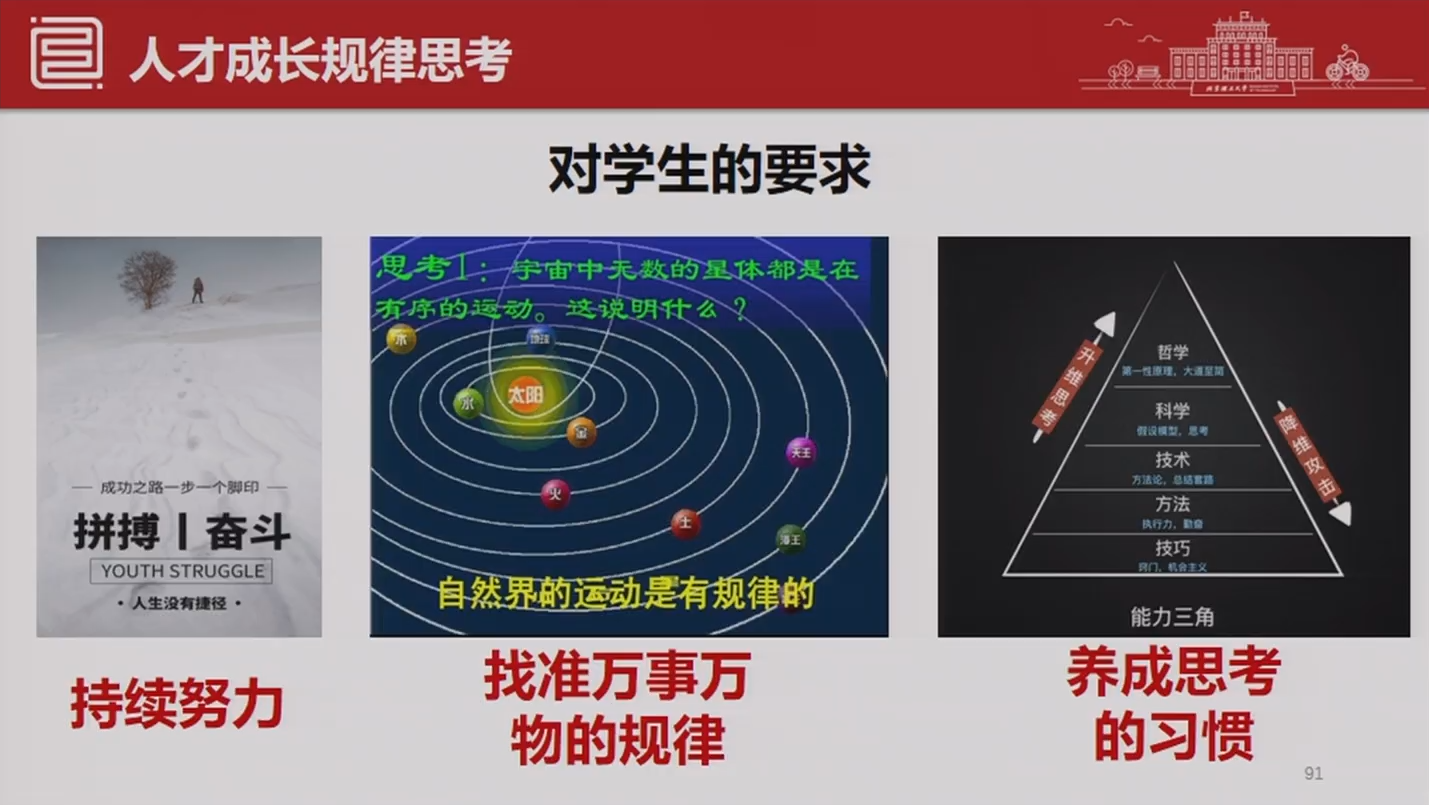 人才成长规律思考
北京理工大学
对学生的要求
成功之路一步一个脚印
拼搏丨奋斗
YOUTH STRUGGLE
• 人生没有捷径 •
持续努力
思考1：宇宙中无数的星体都是在
有序的运动。这说明什么？
木
地球
太阳
水
金
天王
火
土
海王
自然界的运动是有规律的
找准万事万
物的规律
升维思考
降维攻击
哲学
第一性原理，大道至简
科学
假设模型，思考
技术
方法论，总结套路
方法
执行力，勤奋
技巧
窍门，机会主义
能力三角
养成思考
的习惯
91